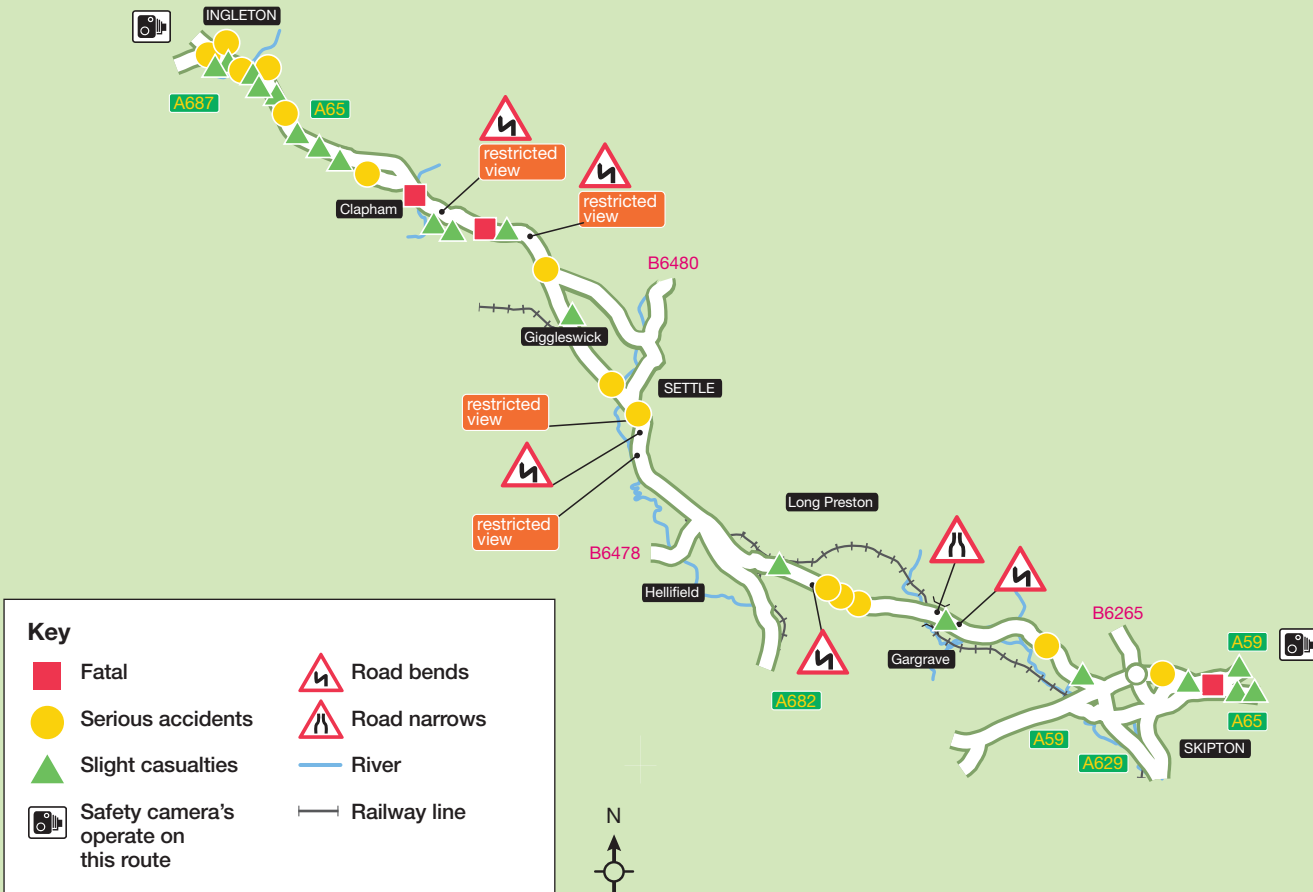 INGLETON
A687
A65
restricted
view
restricted
view
Clapham
B6480
Giggleswick
SETTLE
restricted
view
restricted
view
Long Preston
B6478
Hellifield
B6265
A59
Gargrave
A682
A65
A59
SKIPTON
A629
N
Key
Fatal
Serious accidents
Slight casualties
Safety camera's
operate on
this route
Road bends
Road narrows
River
Railway line